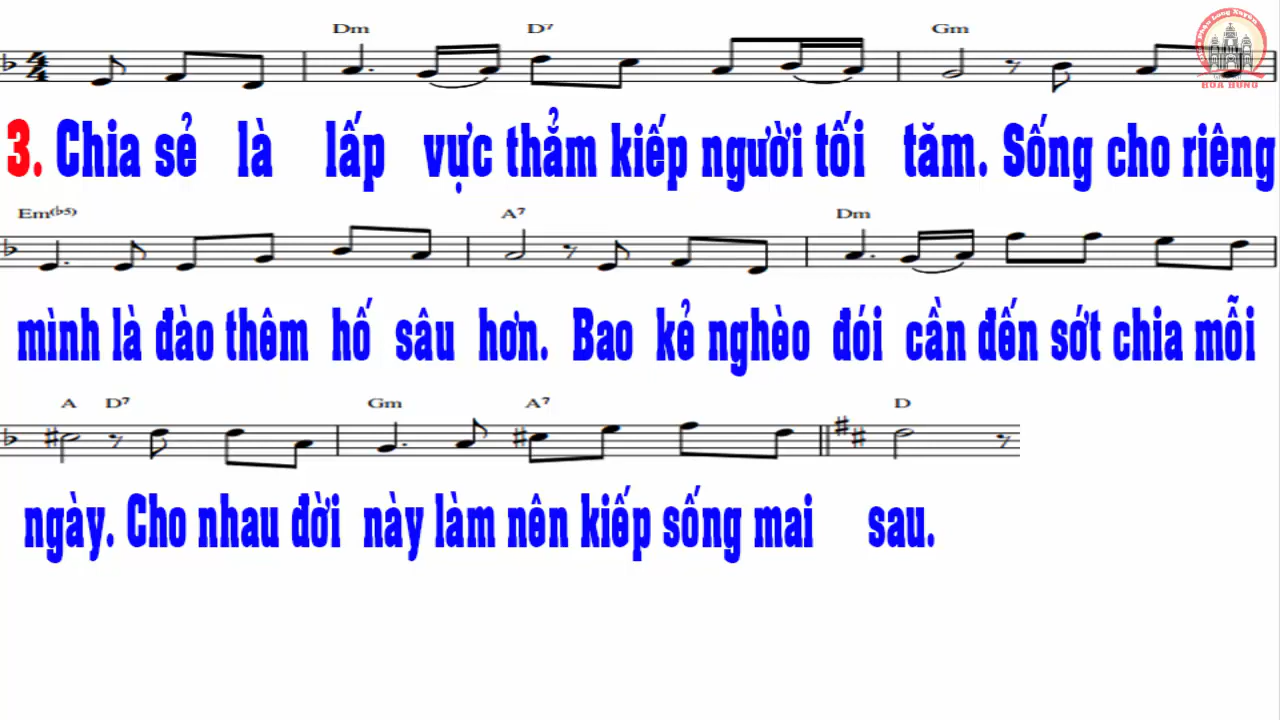 Dm D7 Gm
3. Chia sẻ là lấp vực thẳm kiếp người tối tăm. Sống cho riêng
Em(b5) A7 Dm
mình là đào thêm hố sâu hơn. Bao kẻ nghèo đói cần đến sớt chia mỗi
A D7 Gm A7 D
ngày. Cho nhau đời này làm nên kiếp sống mai sau.
HOA HUNG